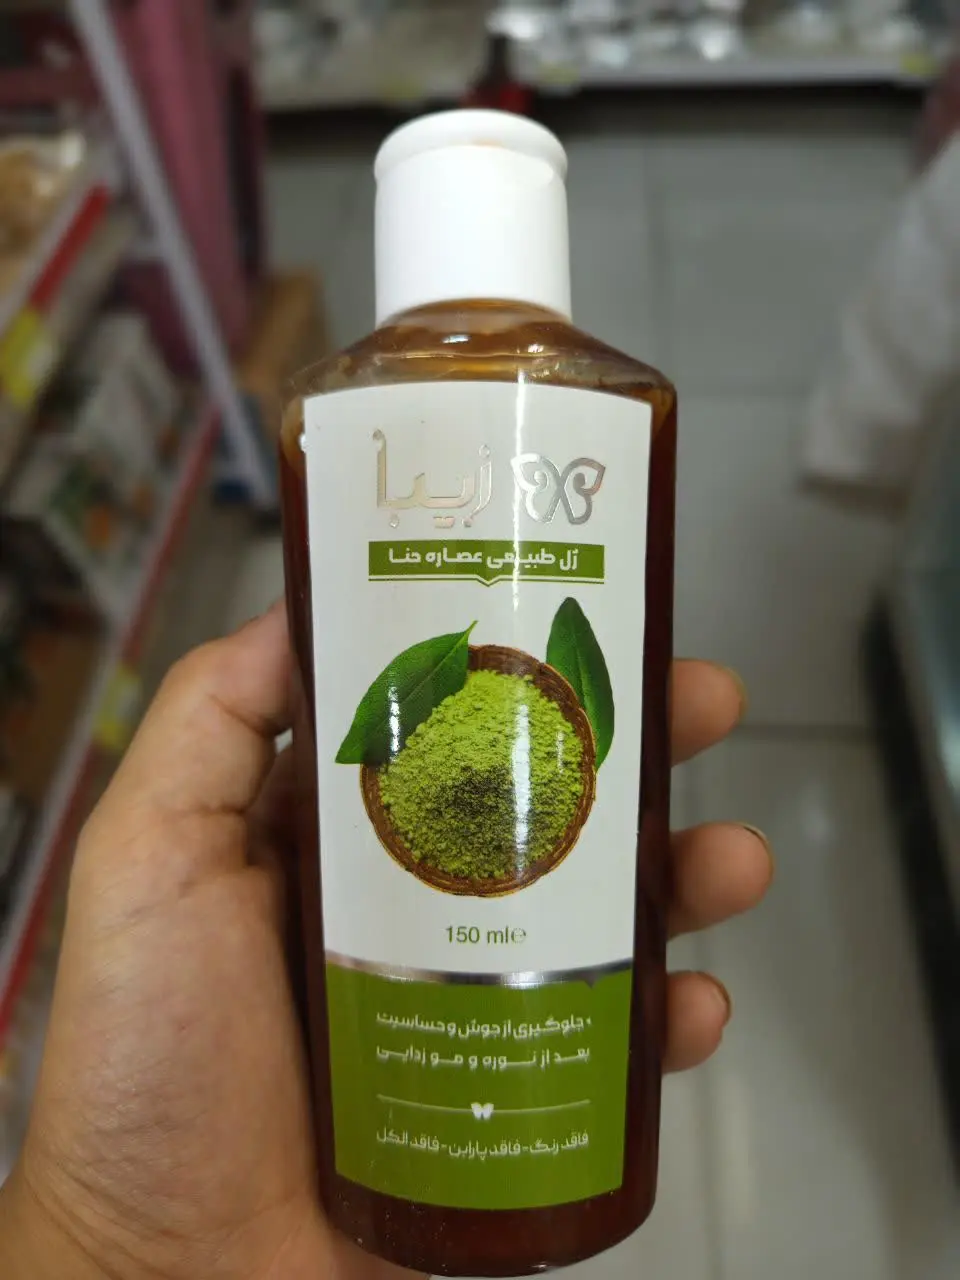 زیبا
ژل طبیعی عصاره حنا
150 ml℮
• جلوگیری از جوش و حساسیت
بعد از نوره و مو زدایی
فاقد رنگ - فاقد پارابن - فاقد الکل